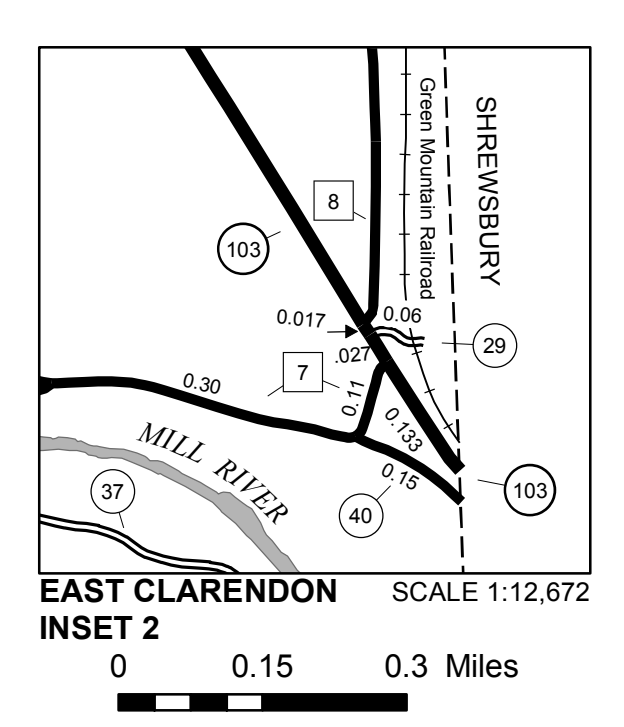 SHREWSBURY
Green Mountain Railroad
8
103
0.06
0.017
29
.027
7
0.30
0.11
0.133
MILL RIVER
0.15
37
103
40
EAST CLARENDON
INSET 2
SCALE 1:12,672
0 0.15 0.3 Miles